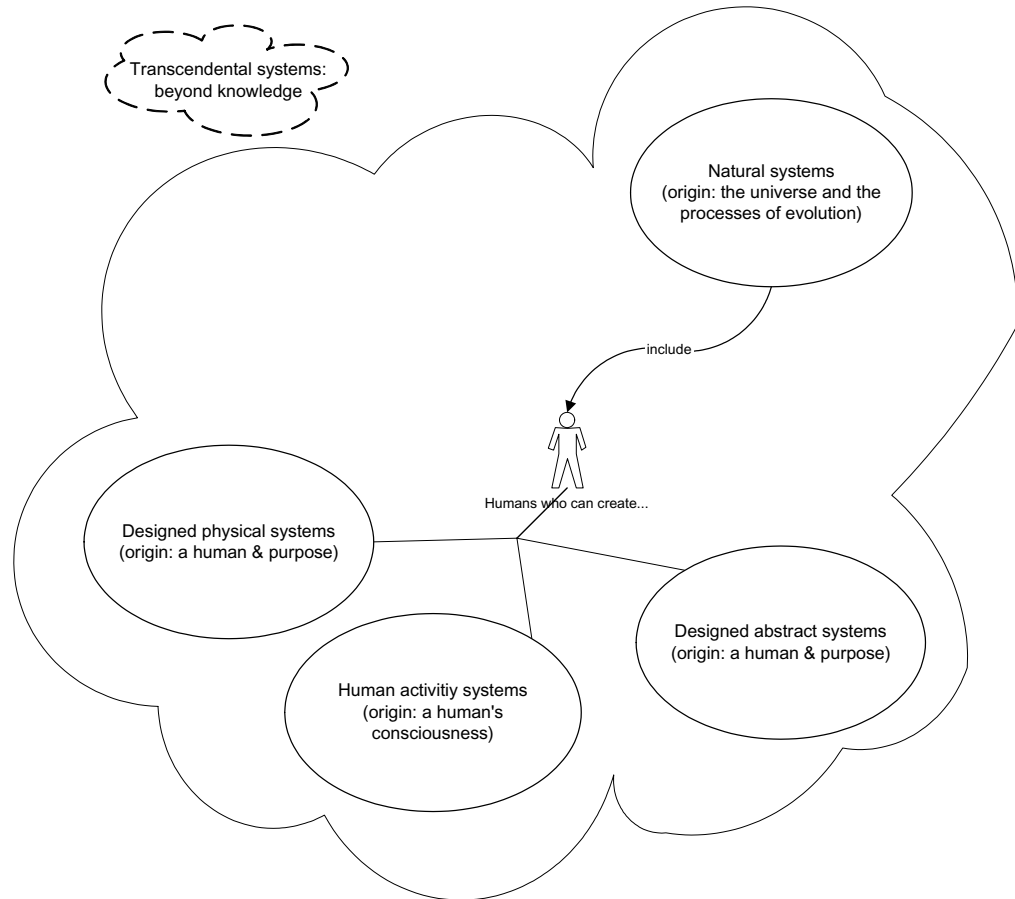 Transcendental systems:
beyond knowledge
Natural systems
(origin: the universe and the
processes of evolution)
include
Humans who can create...
Designed physical systems
(origin: a human & purpose)
Designed abstract systems
(origin: a human & purpose)
Human activitiy systems
(origin: a human's
consciousness)